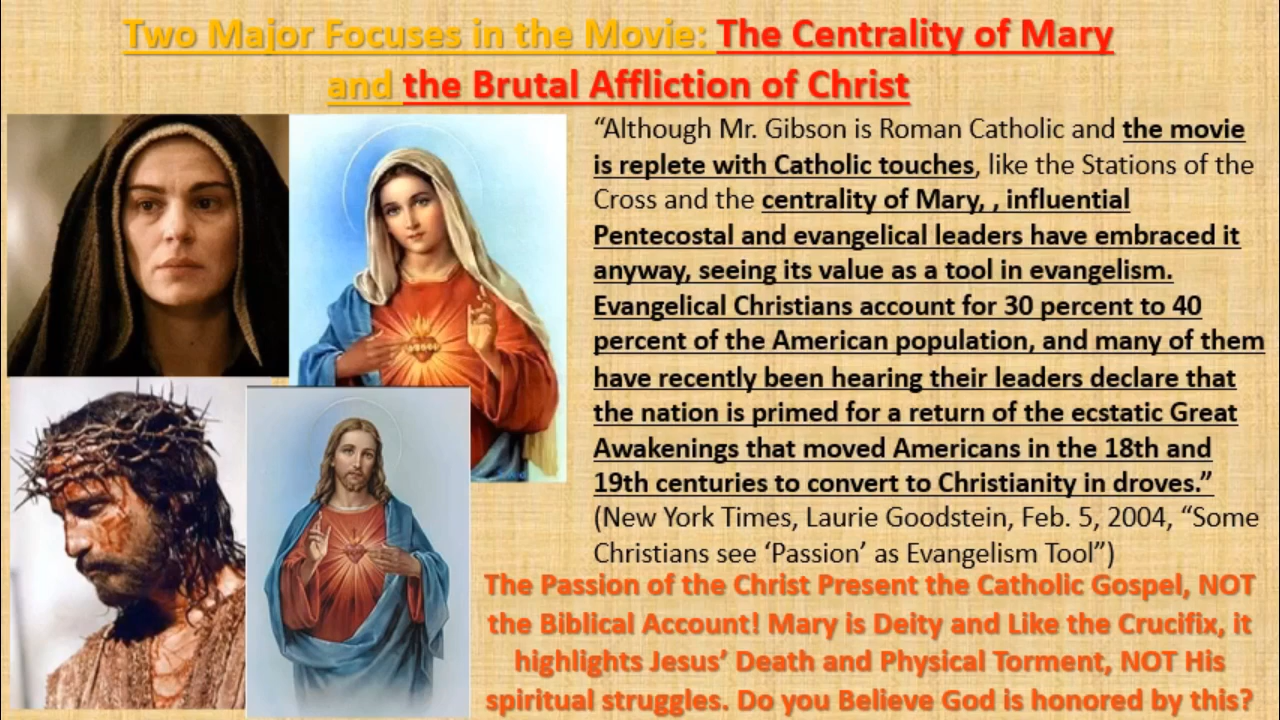 Two Major Focuses in the Movie: The Centrality of Mary
and the Brutal Affliction of Christ
“Although Mr. Gibson is Roman Catholic and the movie
is replete with Catholic touches, like the Stations of the
Cross and the centrality of Mary, , influential
Pentecostal and evangelical leaders have embraced it
anyway, seeing its value as a tool in evangelism.
Evangelical Christians account for 30 percent to 40
percent of the American population, and many of them
have recently been hearing their leaders declare that
the nation is primed for a return of the ecstatic Great
Awakenings that moved Americans in the 18th and
19th centuries to convert to Christianity in droves.”
(New York Times, Laurie Goodstein, Feb. 5, 2004, “Some
Christians see ‘Passion’ as Evangelism Tool”)
The Passion of the Christ Present the Catholic Gospel, NOT
the Biblical Account! Mary is Deity and Like the Crucifix, it
highlights Jesus’ Death and Physical Torment, NOT His
spiritual struggles. Do you Believe God is honored by this?